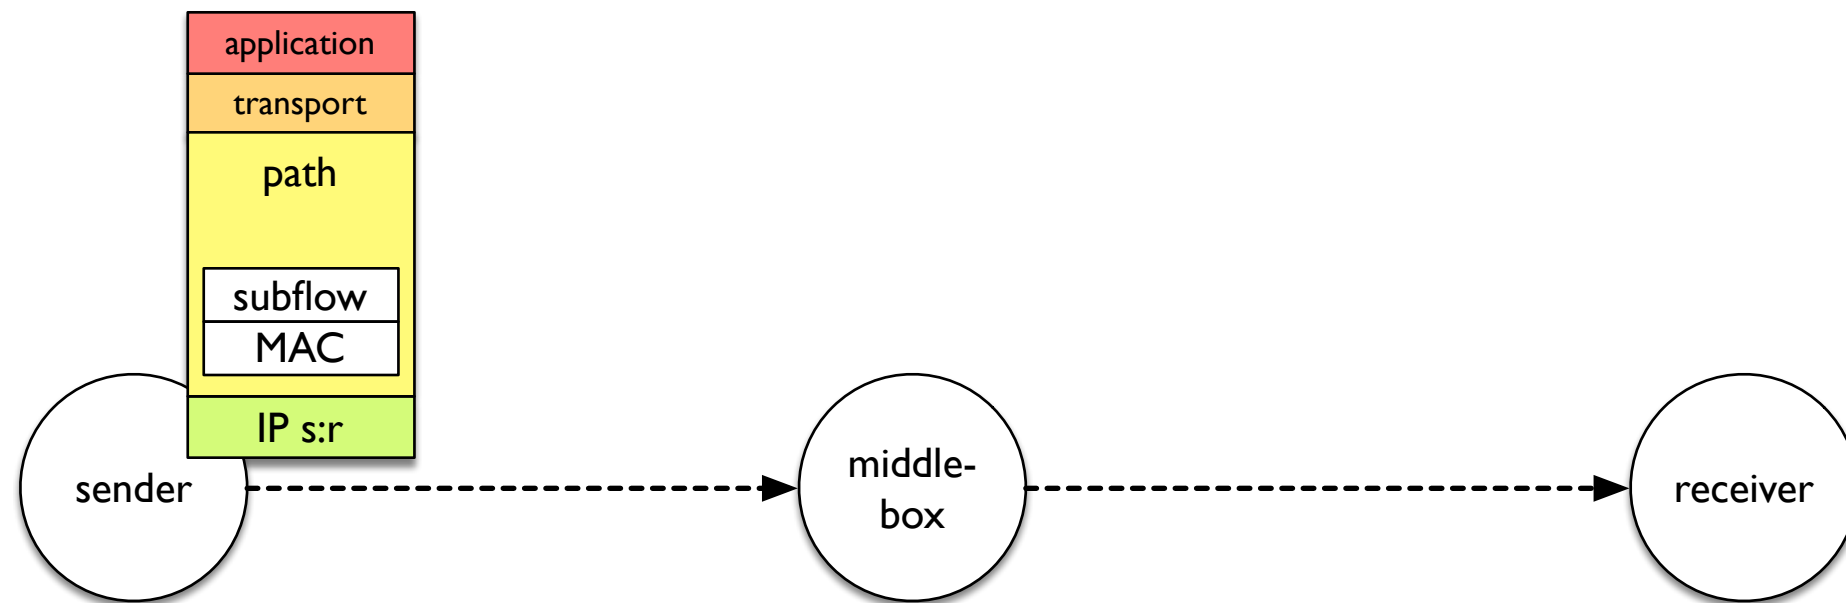 application
transport
path
subflow
MAC
IP s:r
sender
middle-
box
receiver